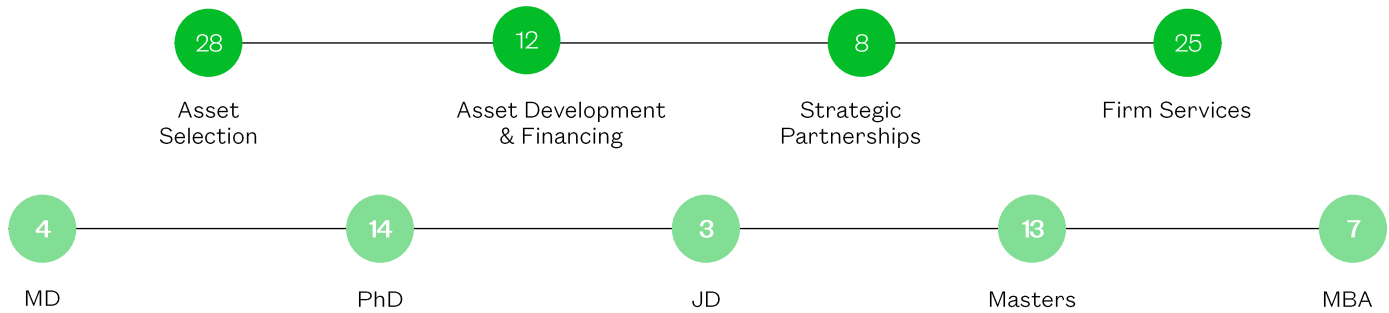 28
12
8
25
Asset
Selection
Asset Development
& Financing
Strategic
Partnerships
Firm Services
4
14
3
13
7
MD
PhD
JD
Masters
MBA